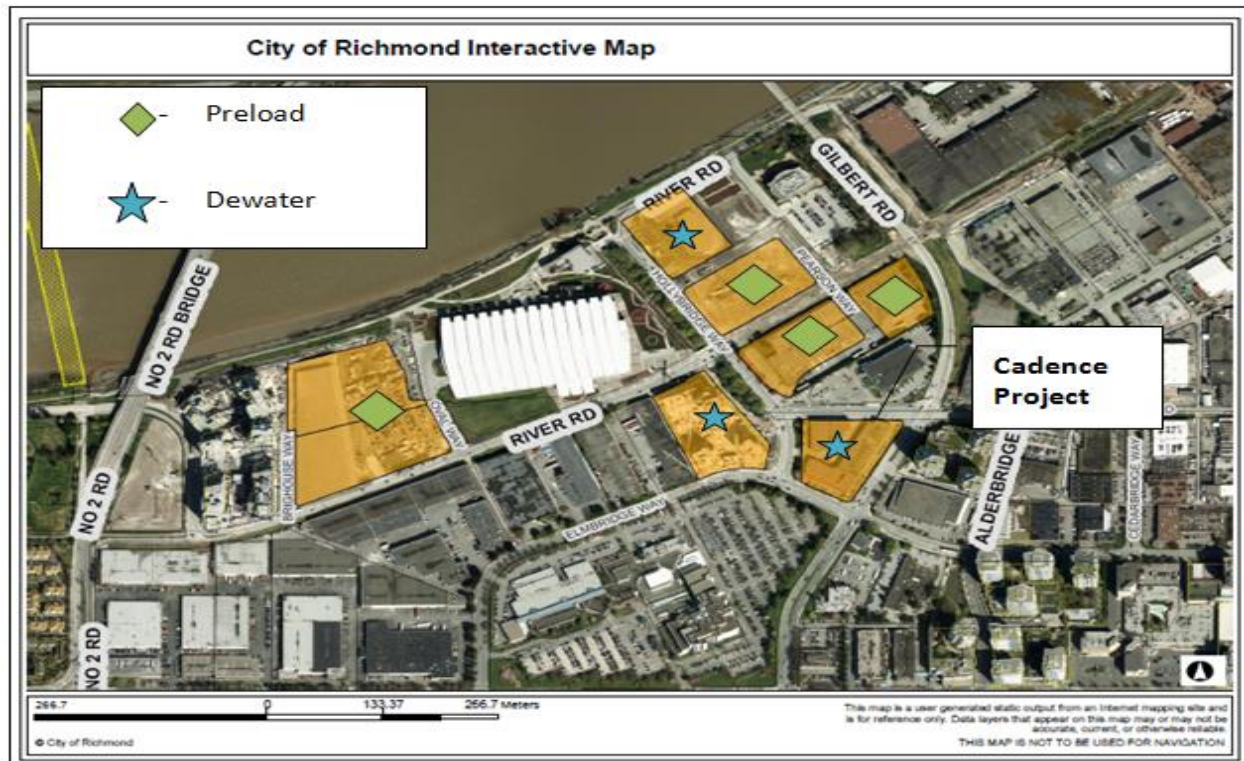 City of Richmond Interactive Map
- Preload
- Dewater
RIVER RD
GILBERT RD
HOLLYBRIDGE WAY
PEARSON WAY
NO 2 RD BRIDGE
Cadence
Project
OVAL WAY
RIVER RD
BRIGHOUSE WAY
NO 2 RD
ELMBRIDGE WAY
ALDERBRIDGE
CEDARBRIDGE WAY
NO 2 RD
266.7
0
133.37
266.7 Meters
© City of Richmond
This map is a user generated static output from an Internet mapping site and
is for reference only. Data layers that appear on this map may or may not be
accurate, current, or otherwise reliable.
THIS MAP IS NOT TO BE USED FOR NAVIGATION